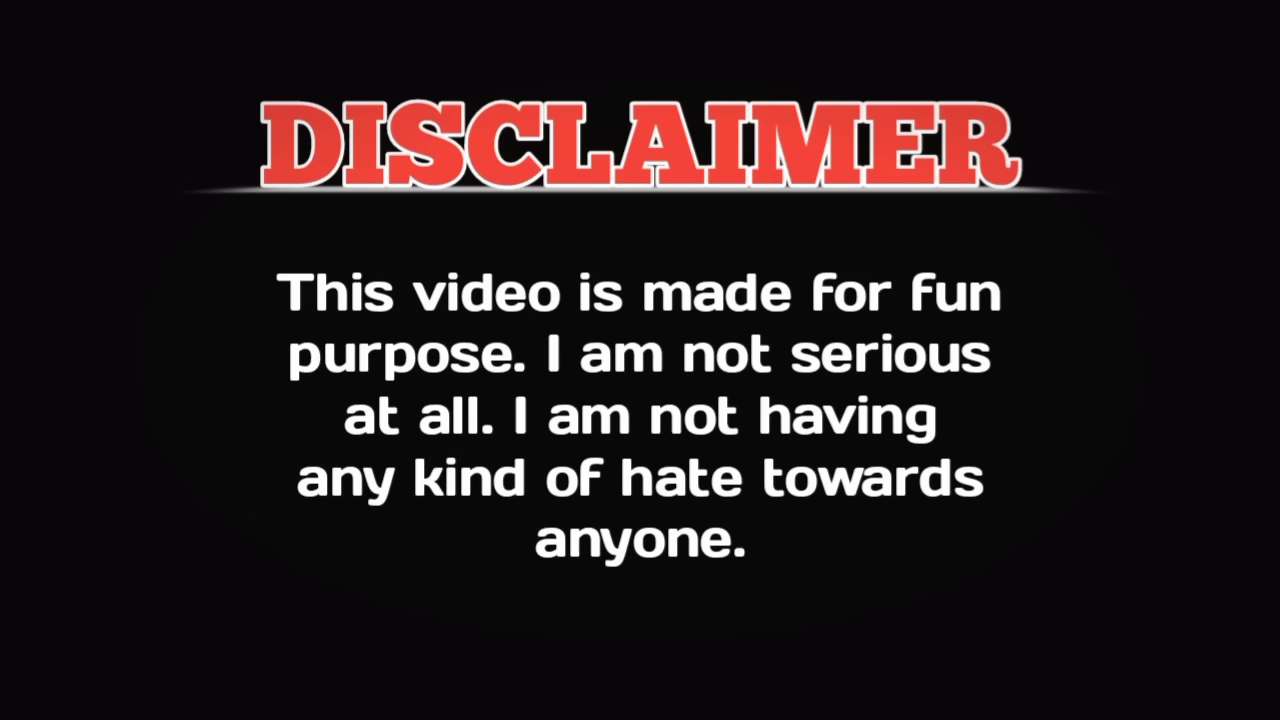 DISCLAIMER
This video is made for fun
purpose. I am not serious
at all. I am not having
any kind of hate towards
anyone.